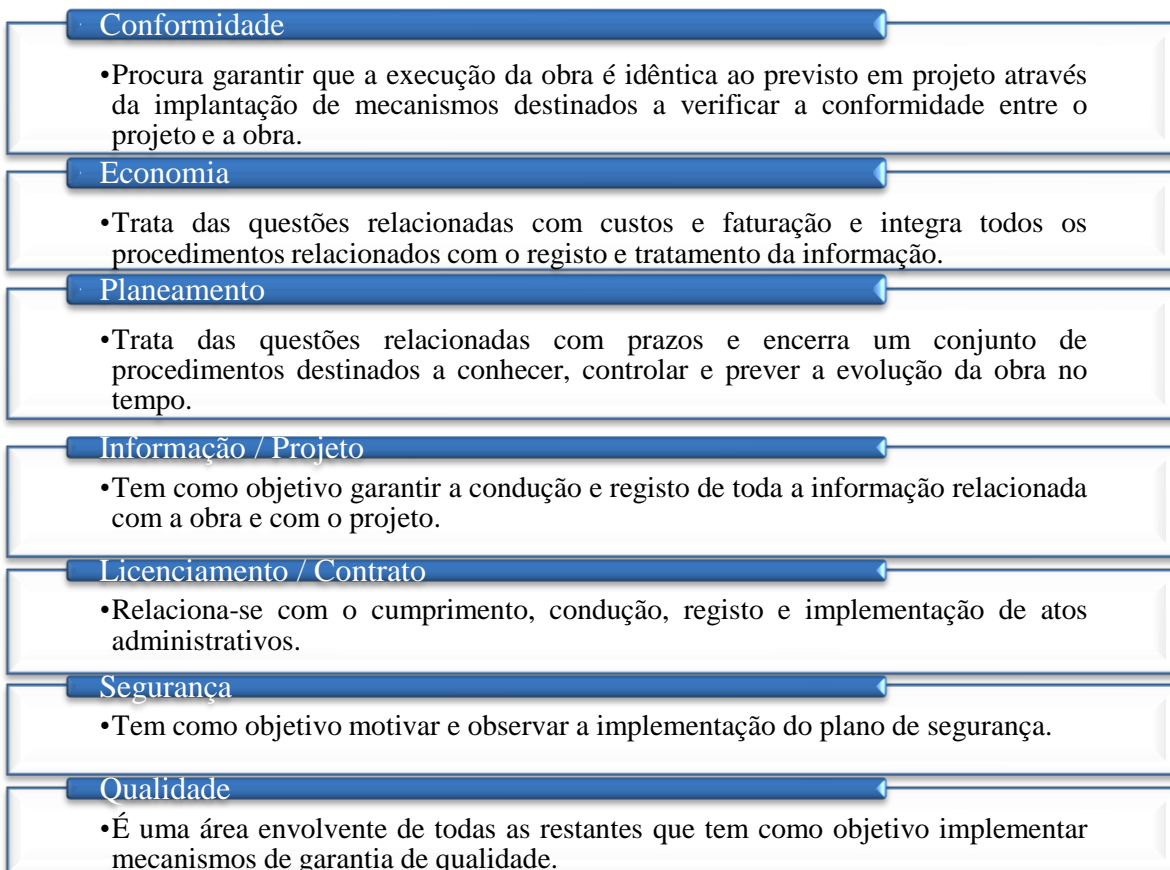 Conformidade
•Procura garantir que a execução da obra é idêntica ao previsto em projeto através
da implantação de mecanismos destinados a verificar a conformidade entre o
projeto e a obra.
Economia
•Trata das questões relacionadas com custos e faturação e integra todos os
procedimentos relacionados com o registo e tratamento da informação.
Planeamento
•Trata das questões relacionadas com prazos e encerra um conjunto de
procedimentos destinados a conhecer, controlar e prever a evolução da obra no
tempo.
Informação / Projeto
•Tem como objetivo garantir a condução e registo de toda a informação relacionada
com a obra e com o projeto.
Licenciamento / Contrato
•Relaciona-se com o cumprimento, condução, registo e implementação de atos
administrativos.
Segurança
•Tem como objetivo motivar e observar a implementação do plano de segurança.
Qualidade
•É uma área envolvente de todas as restantes que tem como objetivo implementar
mecanismos de garantia de qualidade.